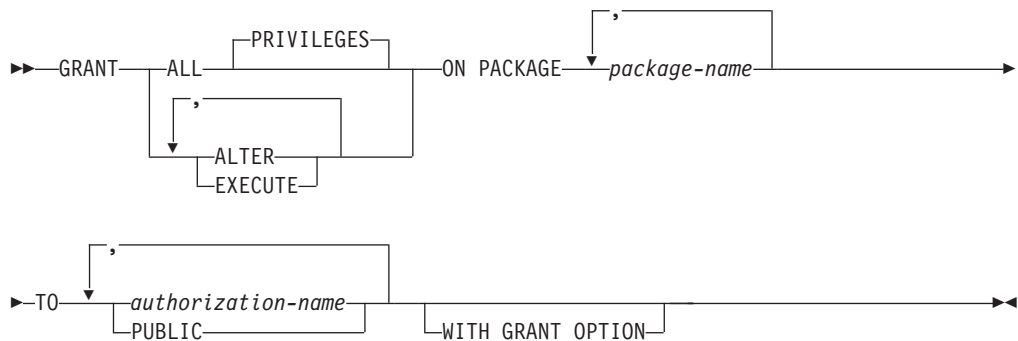 PRIVILEGES
GRANT ALL ON PACKAGE package-name
,
,
ALTER
EXECUTE
,
TO authorization-name
PUBLIC WITH GRANT OPTION